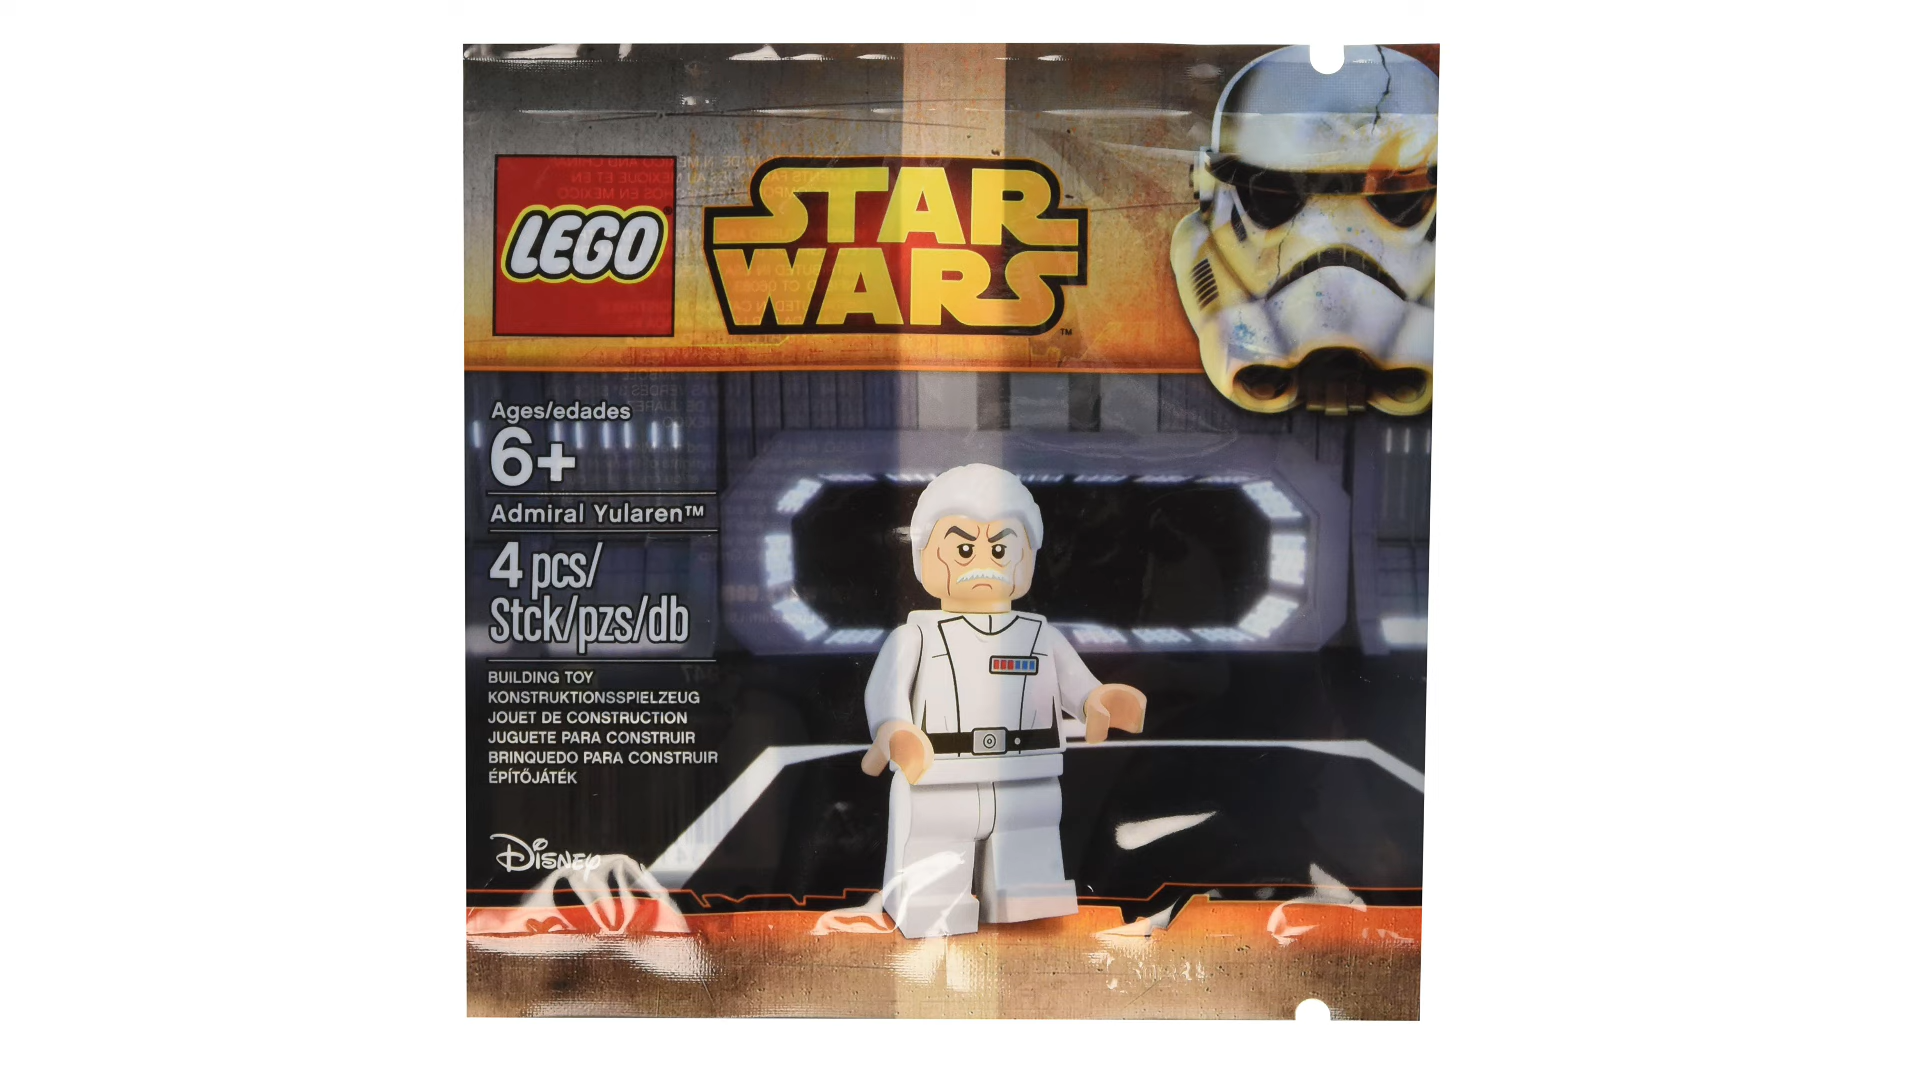 LEGO
STAR
WARS™
Ages/edades
6+
Admiral Yularen™
4 pcs/
Stck/pzs/db
BUILDING TOY
KONSTRUKTIONSSPIELZEUG
JOUET DE CONSTRUCTION
JUGUETE PARA CONSTRUIR
BRINQUEDO PARA CONSTRUIR
ÉPÍTŐJÁTÉK
Disney